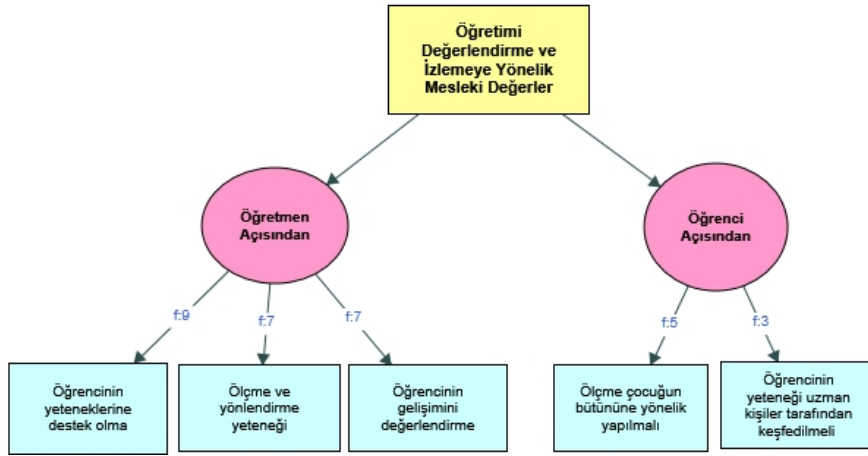 Öğretimi
Değerlendirme ve
İzlemeye Yönelik
Mesleki Değerler
Öğretmen
Açısından
Öğrenci
Açısından
f:9
f:7
f:7
f:5
f:3
Öğrencinin
yeteneklerine
destek olma
Ölçme ve
yönlendirme
yeteneği
Öğrencinin
gelişimini
değerlendirme
Ölçme çocuğun
bütününe yönelik
yapılmalı
Öğrencinin
yeteneği uzman
kişiler tarafından
keşfedilmeli